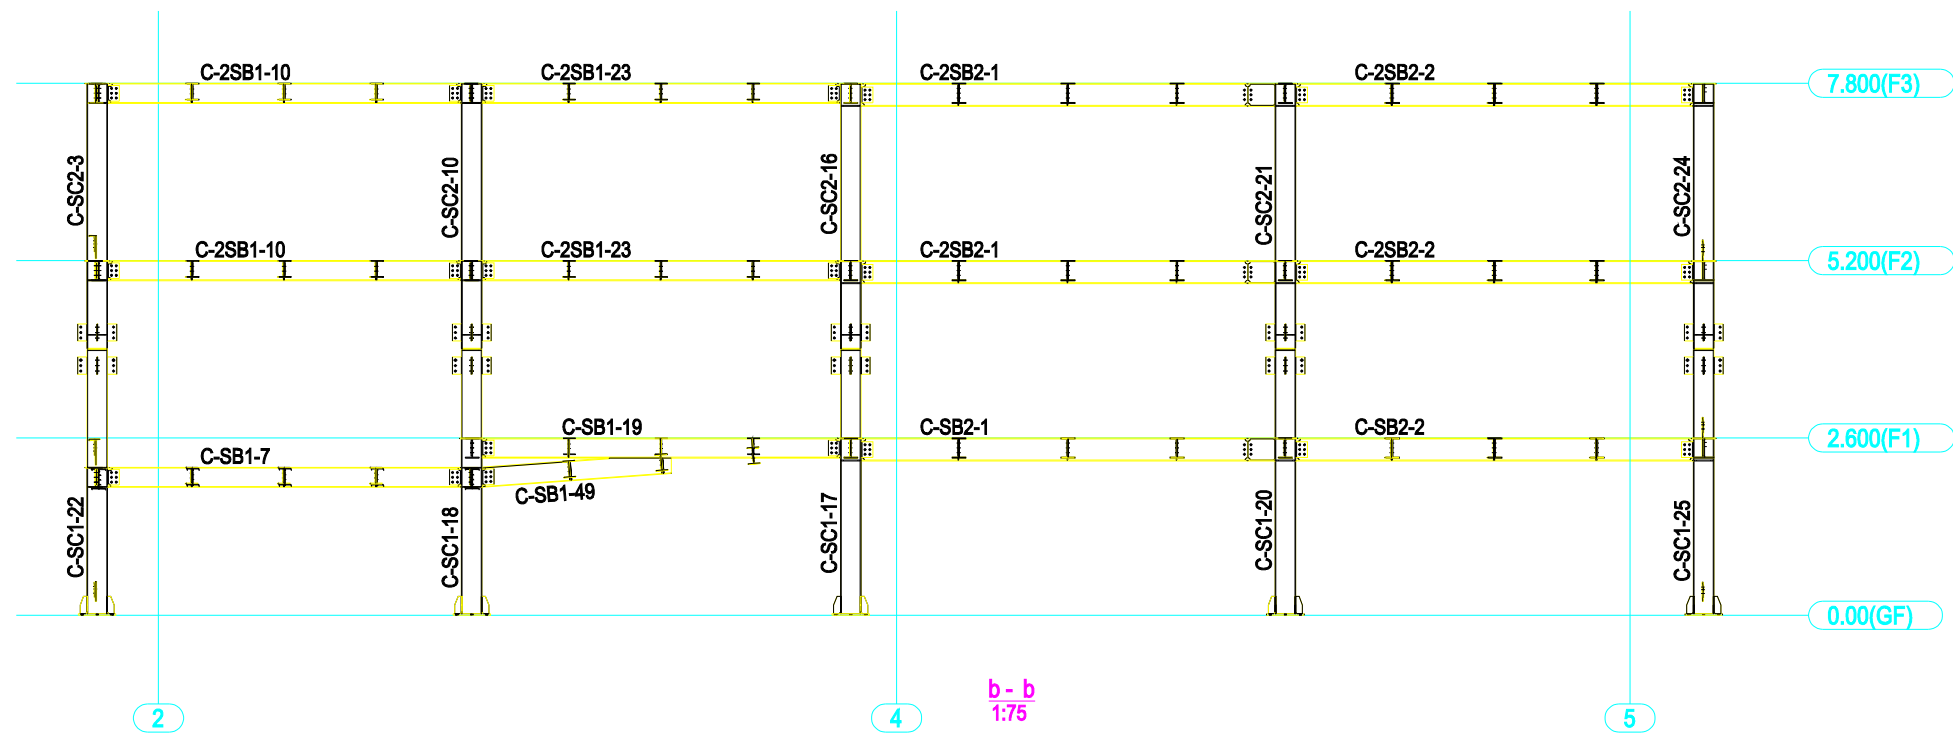 C-2SB1-10
C-2SB1-23
C-2SB2-1
C-2SB2-2
7.800(F3)
C-SC2-3
C-SC2-10
C-SC2-16
C-SC2-21
C-SC2-24
C-2SB1-10
C-2SB1-23
C-2SB2-1
C-2SB2-2
5.200(F2)
C-SB1-19
C-SB2-1
C-SB2-2
2.600(F1)
C-SB1-7
C-SB1-49
C-SC1-22
C-SC1-18
C-SC1-17
C-SC1-20
C-SC1-25
0.00(GF)
b - b
1:75
2
4
5